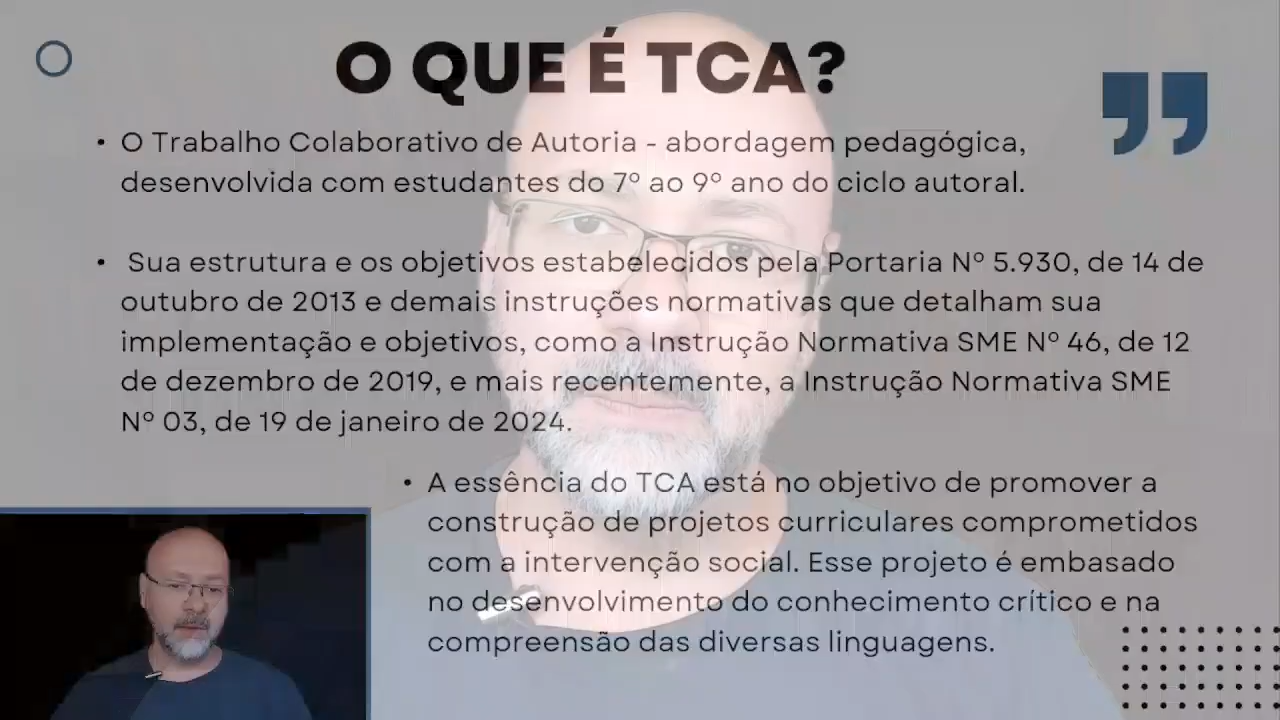 O QUE É TCA?
• O Trabalho Colaborativo de Autoria - abordagem pedagógica,
desenvolvida com estudantes do 7º ao 9º ano do ciclo autoral.
• Sua estrutura e os objetivos estabelecidos pela Portaria Nº 5.930, de 14 de
outubro de 2013 e demais instruções normativas que detalham sua
implementação e objetivos, como a Instrução Normativa SME Nº 46, de 12
de dezembro de 2019, e mais recentemente, a Instrução Normativa SME
Nº 03, de 19 de janeiro de 2024.
• A essência do TCA está no objetivo de promover a
construção de projetos curriculares comprometidos
com a intervenção social. Esse projeto é embasado
no desenvolvimento do conhecimento crítico e na
compreensão das diversas linguagens.